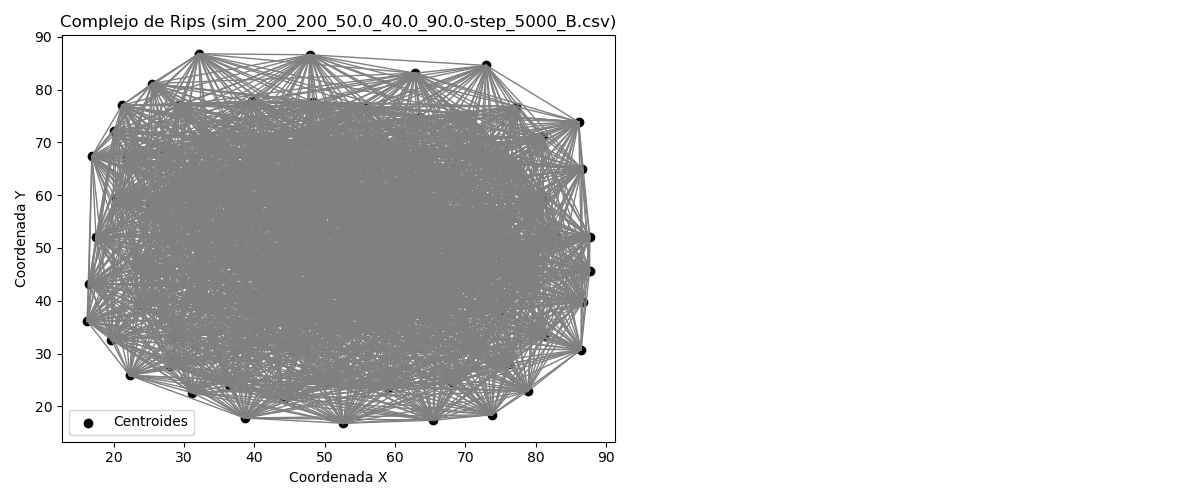 Complejo de Rips (sim_200_200_50.0_40.0_90.0-step_5000_B.csv)
90
80
70
60
50
40
30
20
Coordenada Y
Centroides
20 30 40 50 60 70 80 90
Coordenada X